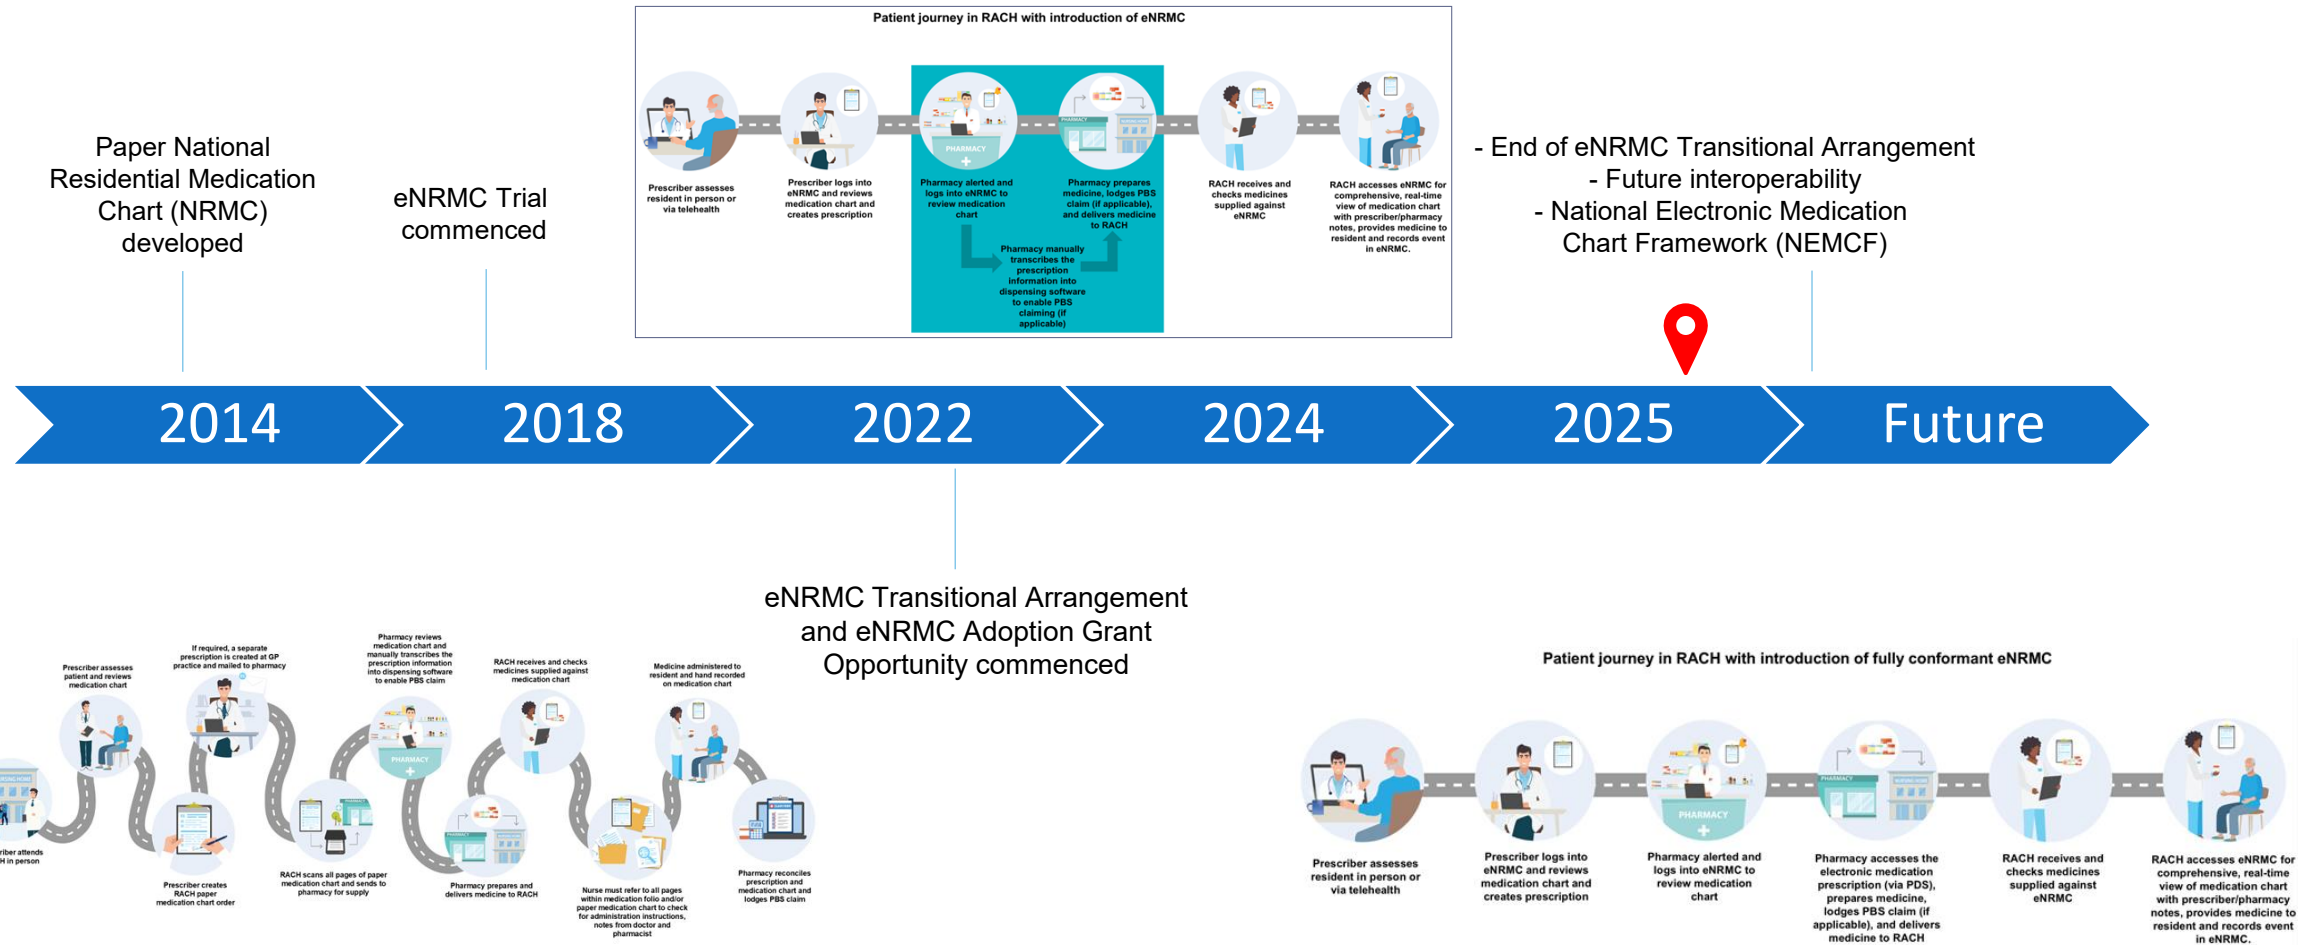 Patient journey in RACH with introduction of eNRMC
Prescriber assesses
resident in person or
via telehealth
Prescriber logs into
eNRMC and reviews
medication chart and
creates prescription
PHARMACY
Pharmacy alerted and
logs into eNRMC to
review medication
chart
Pharmacy manually
transcribes the
prescription
information into
dispensing software
to enable PBS
claiming (if
applicable)
PHARMACY
NURSING HOME
Pharmacy prepares
medicine, lodges PBS
claim (if applicable),
and delivers medicine
to RACH
RACH receives and
checks medicines
supplied against
eNRMC
RACH accesses eNRMC for
comprehensive, real-time
view of medication chart
with prescriber/pharmacy
notes, provides medicine to
resident and records event
in eNRMC.
Paper National
Residential Medication
Chart (NRMC)
developed
eNRMC Trial
commenced
- End of eNRMC Transitional Arrangement
- Future interoperability
- National Electronic Medication
Chart Framework (NEMCF)
2014
2018
2022
2024
2025
Future
eNRMC Transitional Arrangement
and eNRMC Adoption Grant
Opportunity commenced
in person
Prescriber assesses
patient and reviews
medication chart
Prescriber creates
RACH paper
medication chart order
If required, a separate
prescription is created at GP
practice and mailed to pharmacy
PHARMACY
RACH scans all pages of paper
medication chart and sends to
pharmacy for supply
Pharmacy reviews
medication chart and
manually transcribes the
prescription information
into dispensing software
to enable PBS claim
PHARMACY
PHARMACY
NURSING HOME
Pharmacy prepares and
delivers medicine to RACH
RACH receives and checks
medicines supplied against
medication chart
Nurse must refer to all pages
within medication folio and/or
paper medication chart to check
for administration instructions,
notes from doctor and
pharmacist
Medicine administered to
resident and hand recorded
on medication chart
Pharmacy reconciles
prescription and
medication chart and
lodges PBS claim
Patient journey in RACH with introduction of fully conformant eNRMC
Prescriber assesses
resident in person or
via telehealth
Prescriber logs into
eNRMC and reviews
medication chart and
creates prescription
PHARMACY
Pharmacy alerted and
logs into eNRMC to
review medication
chart
PHARMACY
NURSING HOME
Pharmacy accesses the
electronic medication
prescription (via PDS),
prepares medicine,
lodges PBS claim (if
applicable), and delivers
medicine to RACH
RACH receives and
checks medicines
supplied against
eNRMC
RACH accesses eNRMC for
comprehensive, real-time
view of medication chart
with prescriber/pharmacy
notes, provides medicine to
resident and records event
in eNRMC.